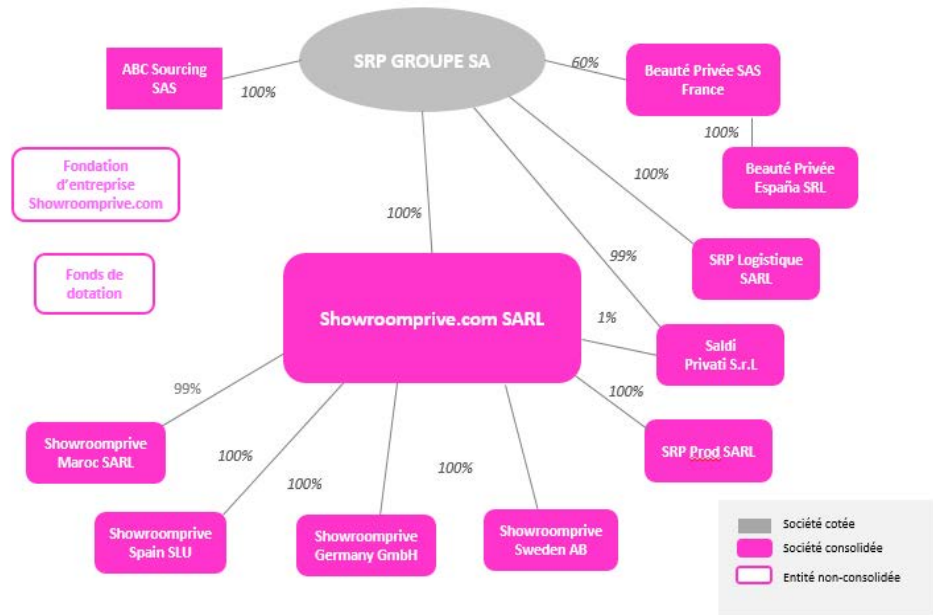 SRP GROUPE SA
ABC Sourcing
SAS
100%
60%
Beauté Privée SAS
France
100%
Beauté Privée
España SRL
Fondation
d'entreprise
Showroomprive.com
100%
100%
99%
SRP Logistique
SARL
Fonds de
dotation
Showroomprive.com SARL
1%
Saldi
Privati S.r.L
99%
100%
Showroomprive
Maroc SARL
SRP Prod SARL
100%
100%
100%
Showroomprive
Spain SLU
Showroomprive
Germany GmbH
Showroomprive
Sweden AB
Société cotée
Société consolidée
Entité non-consolidée